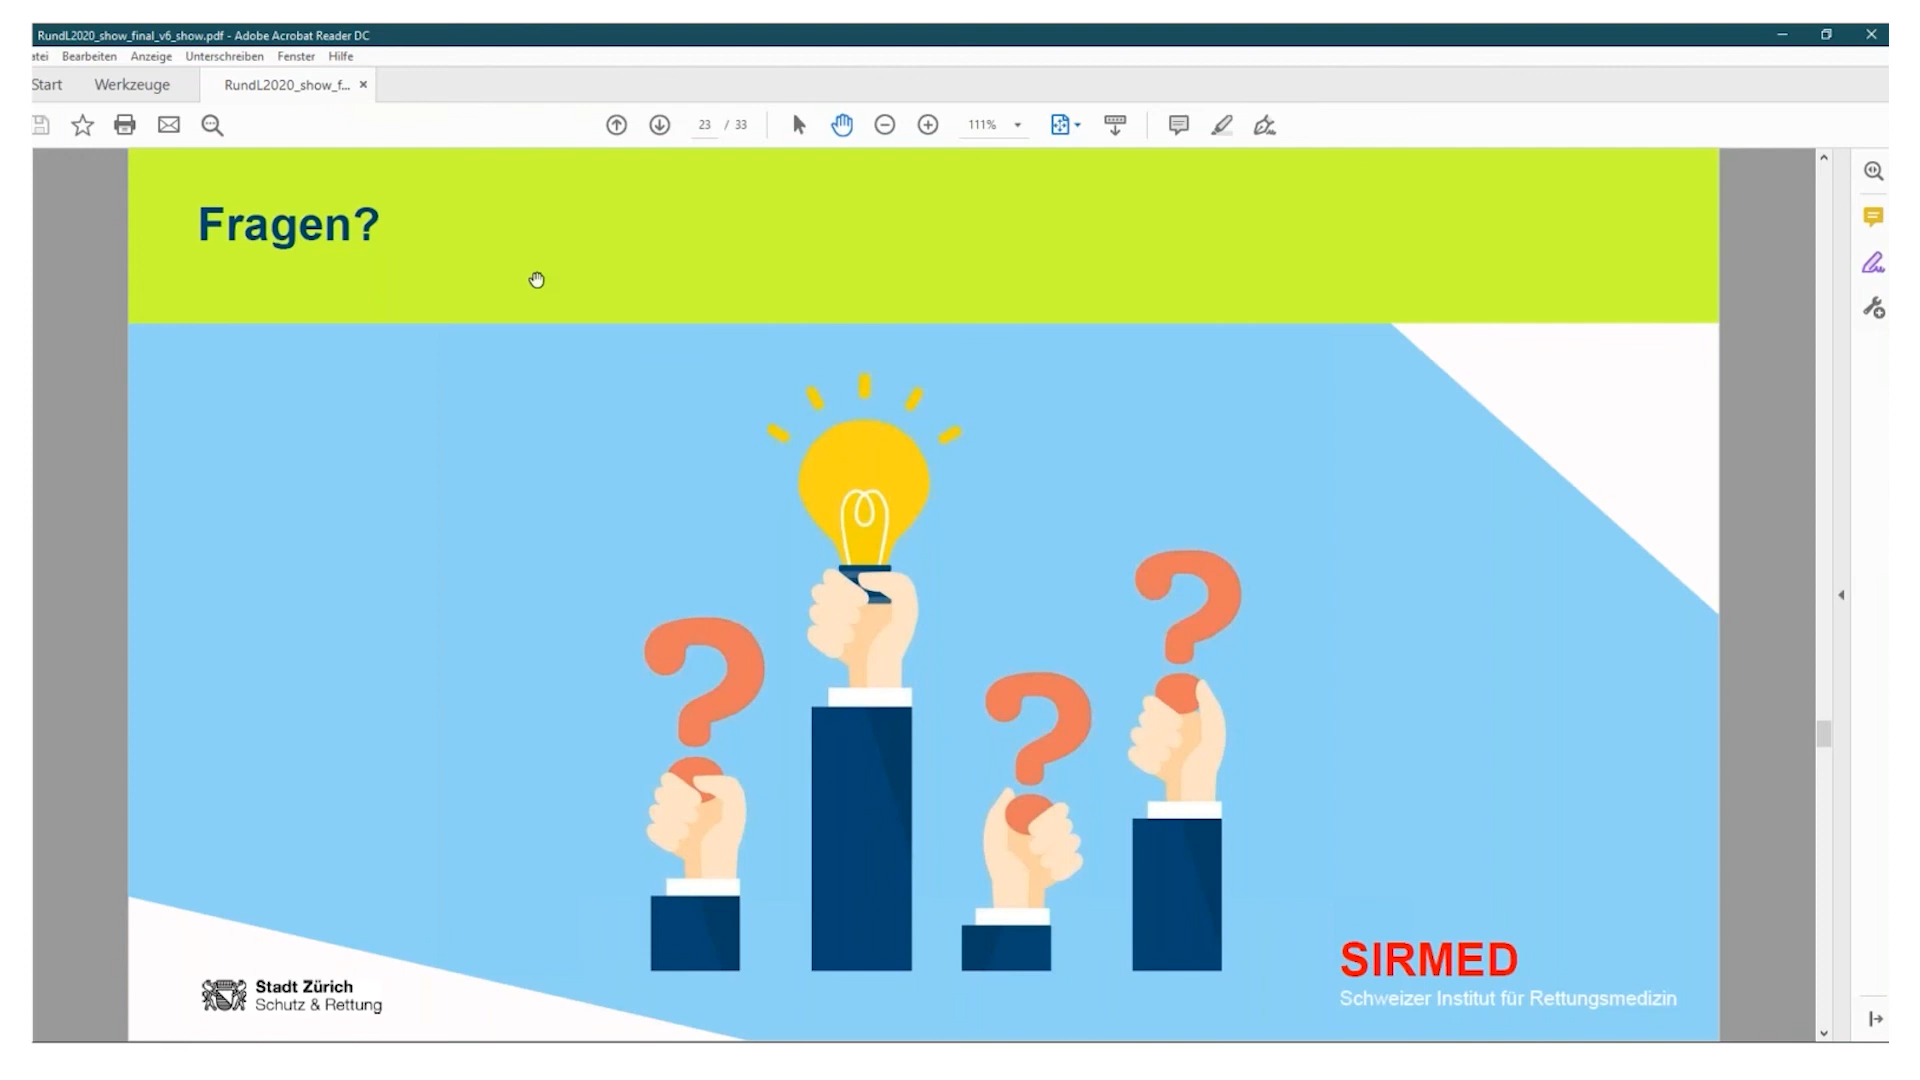 RundL2020_show_final_v6_show.pdf - Adobe Acrobat Reader DC
atei Bearbeiten Anzeige Unterschreiben Fenster Hilfe
Start Werkzeuge RundL2020_show_f... ×
23 / 33 111%
Fragen?
? ? ?
Stadt Zürich
Schutz & Rettung
SIRMED
Schweizer Institut für Rettungsmedizin